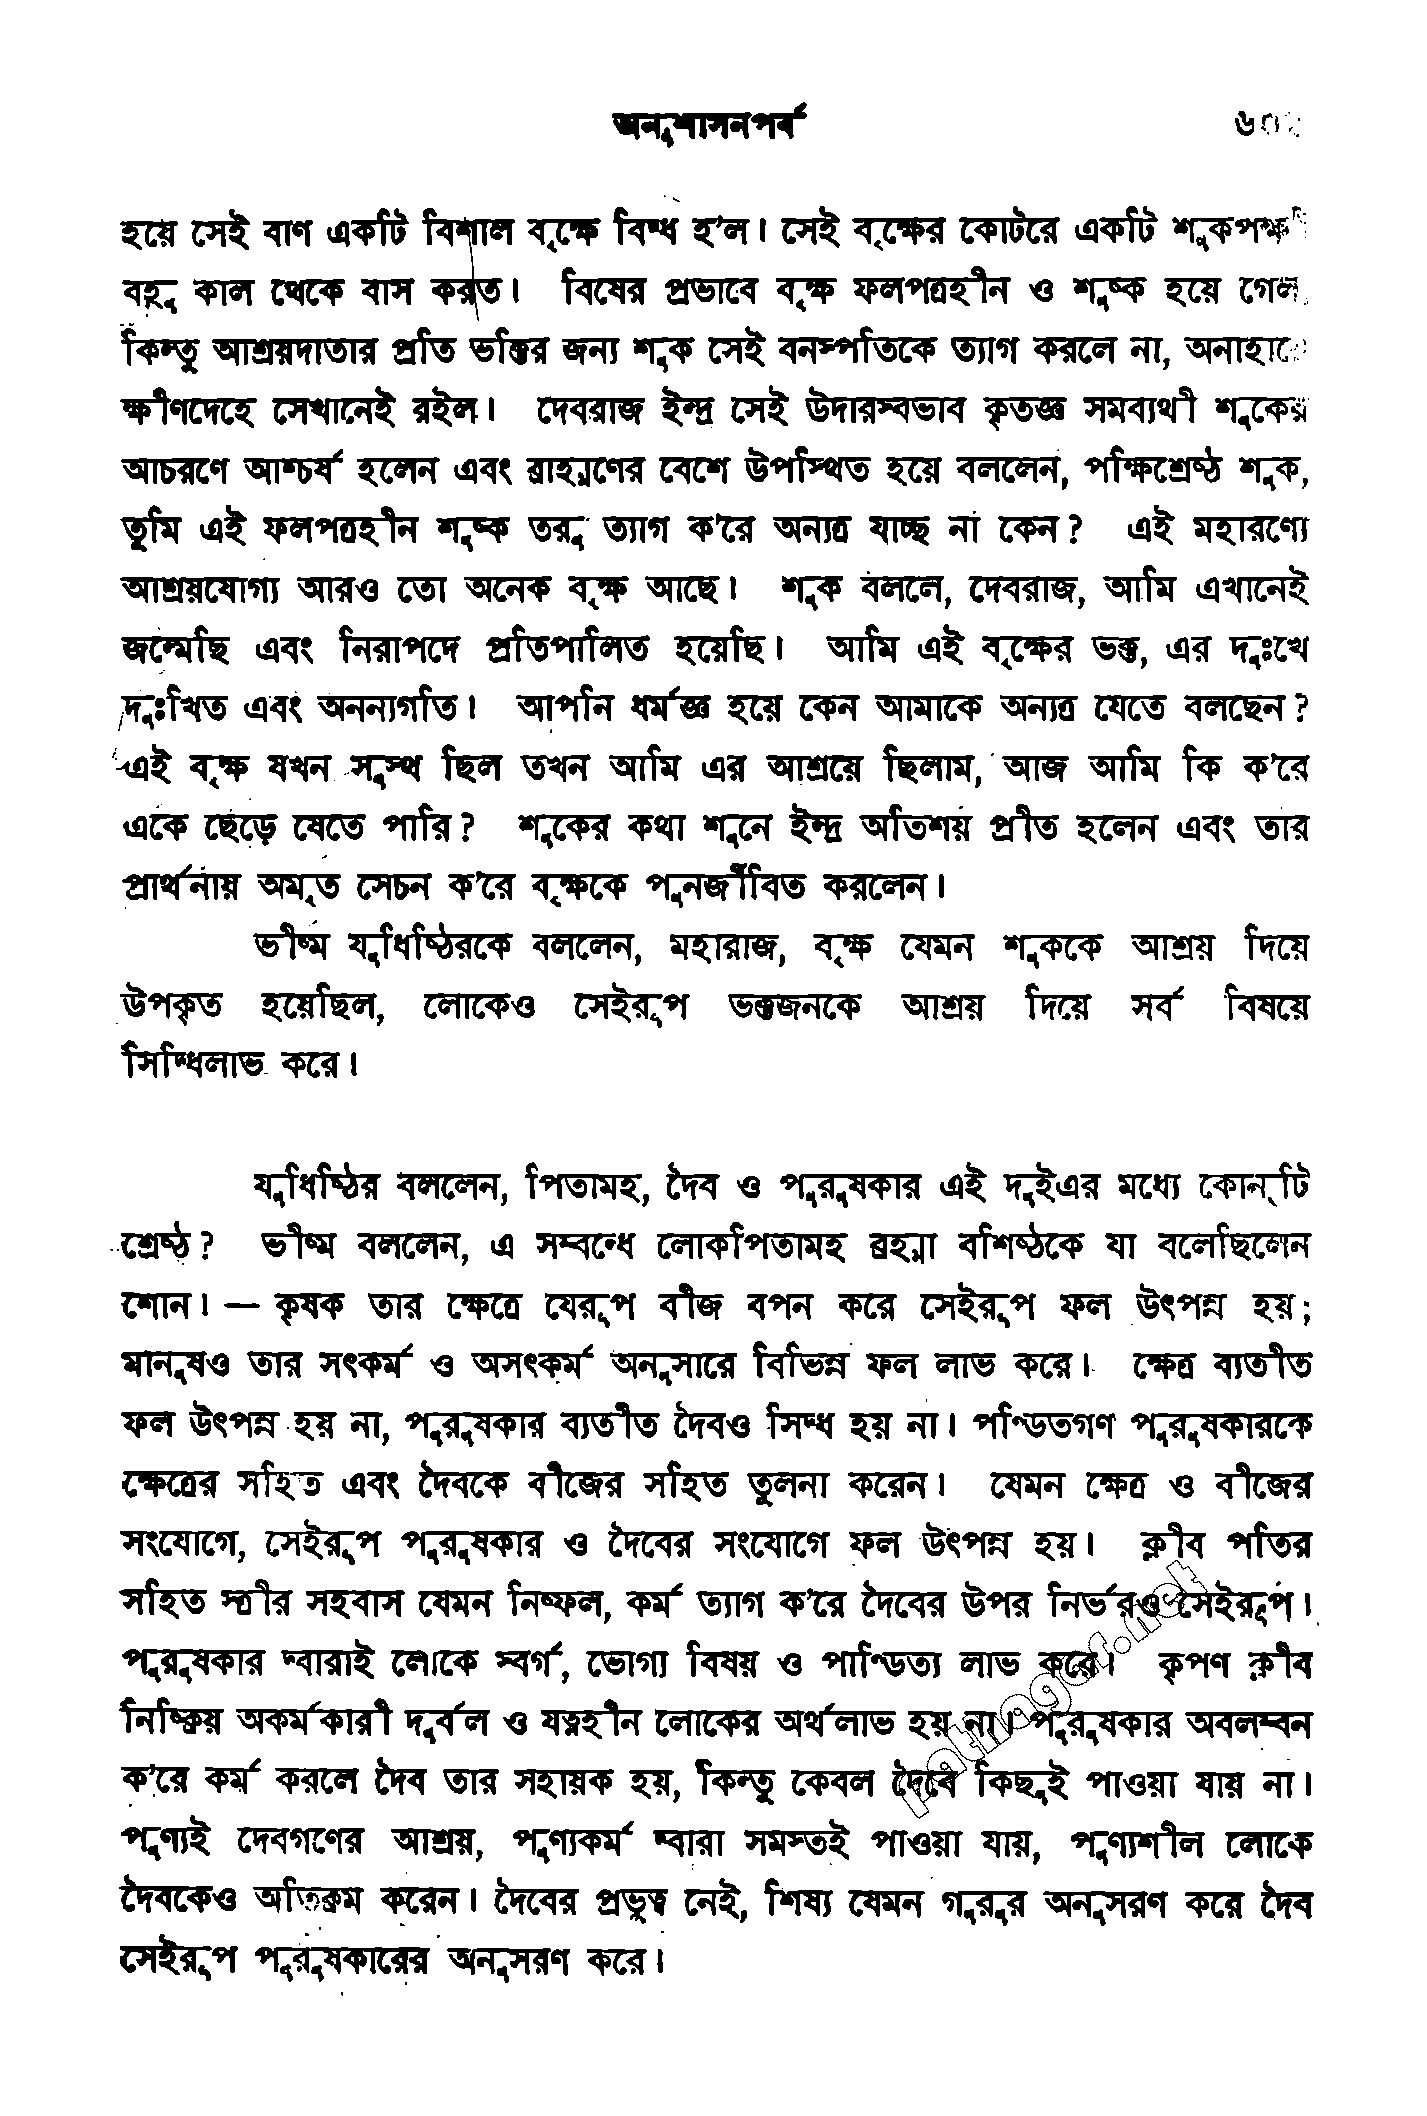 অনুশাসনপর্ব
হয়ে সেই বাণ একটি বিশাল বৃক্ষে বিদ্ধ হ'ল। সেই বৃক্ষের কোটরে একটি শুকপক্ষী
বহু কাল থেকে বাস করত। বিষের প্রভাবে বৃক্ষ ফলপত্রহীন ও শুষ্ক হয়ে গেল,
কিন্তু আশ্রয়দাতার প্রতি ভক্তির জন্য শুক সেই বনস্পতিকে ত্যাগ করলে না, অনাহারে
ক্ষীণদেহে সেখানেই রইল। দেবরাজ ইন্দ্র সেই উদারস্বভাব কৃতজ্ঞ সমব্যথী শুকের
আচরণে আশ্চর্য হলেন এবং ব্রাহ্মণের বেশে উপস্থিত হয়ে বললেন, পক্ষিশ্রেষ্ঠ শুক,
তুমি এই ফলপত্রহীন শুষ্ক তরু ত্যাগ ক'রে অন্যত্র যাচ্ছ না কেন? এই মহারণ্যে
আশ্রয়যোগ্য আরও তো অনেক বৃক্ষ আছে। শুক বললে, দেবরাজ, আমি এখানেই
জন্মেছি এবং নিরাপদে প্রতিপালিত হয়েছি। আমি এই বৃক্ষের ভক্ত, এর দুঃখে
দুঃখিত এবং অনন্যগতি। আপনি ধর্মজ্ঞ হয়ে কেন আমাকে অন্যত্র যেতে বলছেন?
এই বৃক্ষ যখন সুস্থ ছিল তখন আমি এর আশ্রয়ে ছিলাম, আজ আমি কি ক'রে
একে ছেড়ে যেতে পারি? শুকের কথা শুনে ইন্দ্র অতিশয় প্রীত হলেন এবং তার
প্রার্থনায় অমৃত সেচন ক'রে বৃক্ষকে পুনর্জীবিত করলেন।
ভীষ্ম যুধিষ্ঠিরকে বললেন, মহারাজ, বৃক্ষ যেমন শুককে আশ্রয় দিয়ে
উপকৃত হয়েছিল, লোকেও সেইরূপ ভক্তজনকে আশ্রয় দিয়ে সর্ব বিষয়ে
সিদ্ধিলাভ করে।
যুধিষ্ঠির বললেন, পিতামহ, দৈব ও পুরুষকার এই দুইএর মধ্যে কোন্‌টি
শ্রেষ্ঠ? ভীষ্ম বললেন, এ সম্বন্ধে লোকপিতামহ ব্রহ্মা বশিষ্ঠকে যা বলেছিলেন
শোন। — কৃষক তার ক্ষেত্রে যেরূপ বীজ বপন করে সেইরূপ ফল উৎপন্ন হয়;
মানুষও তার সৎকর্ম ও অসৎকর্ম অনুসারে বিভিন্ন ফল লাভ করে। ক্ষেত্র ব্যতীত
ফল উৎপন্ন হয় না, পুরুষকার ব্যতীত দৈবও সিদ্ধ হয় না। পণ্ডিতগণ পুরুষকারকে
ক্ষেত্রের সহিত এবং দৈবকে বীজের সহিত তুলনা করেন। যেমন ক্ষেত্র ও বীজের
সংযোগে, সেইরূপ পুরুষকার ও দৈবের সংযোগে ফল উৎপন্ন হয়। ক্লীব পতির
সহিত স্ত্রীর সহবাস যেমন নিষ্ফল, কর্ম ত্যাগ ক'রে দৈবের উপর নির্ভরও সেইরূপ।
পুরুষকার দ্বারাই লোকে স্বর্গ, ভোগ্য বিষয় ও পাণ্ডিত্য লাভ করে। কৃপণ ক্লীব
নিষ্ক্রিয় অকর্মকারী দুর্বল ও যত্নহীন লোকের অর্থলাভ হয় না। পুরুষকার অবলম্বন
ক'রে কর্ম করলে দৈব তার সহায়ক হয়, কিন্তু কেবল দৈবে কিছুই পাওয়া যায় না।
পুণ্যই দেবগণের আশ্রয়, পুণ্যকর্ম দ্বারা সমস্তই পাওয়া যায়, পুণ্যশীল লোকে
দৈবকেও অতিক্রম করেন। দৈবের প্রভুত্ব নেই, শিষ্য যেমন গুরুর অনুসরণ করে দৈব
সেইরূপ পুরুষকারের অনুসরণ করে।
pathagar.net